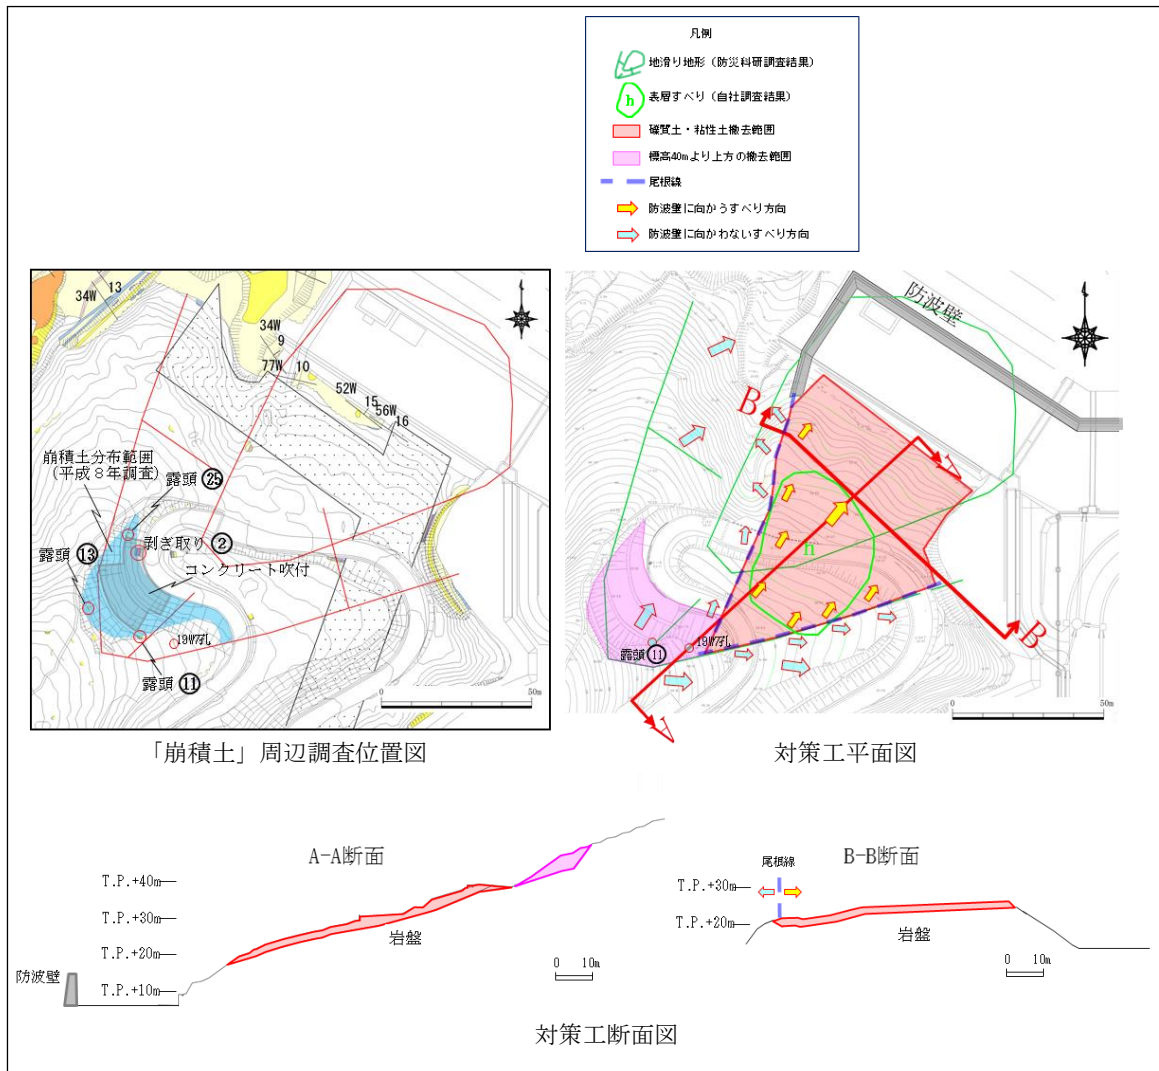 凡例
地滑り地形（防災科研調査結果）
h
表層すべり（自社調査結果）
礫質土・粘性土撤去範囲
標高40mより上方の撤去範囲
尾根線
防波壁に向かうすべり方向
防波壁に向かわないすべり方向
34W
13
34W
9
77W
10
52W
15
56W
16
崩積土分布範囲
（平成８年調査）
露頭㉕
露頭⑬
剥ぎ取り②
コンクリート吹付
19W孔
露頭⑪
50m
「崩積土」周辺調査位置図
防波壁
B
A
h
19W孔
露頭⑪
B
A
50m
対策工平面図
A-A断面
T.P.+40m
T.P.+30m
T.P.+20m
T.P.+10m
岩盤
防波壁
0 10m
B-B断面
尾根線
T.P.+30m
T.P.+20m
岩盤
0 10m
対策工断面図